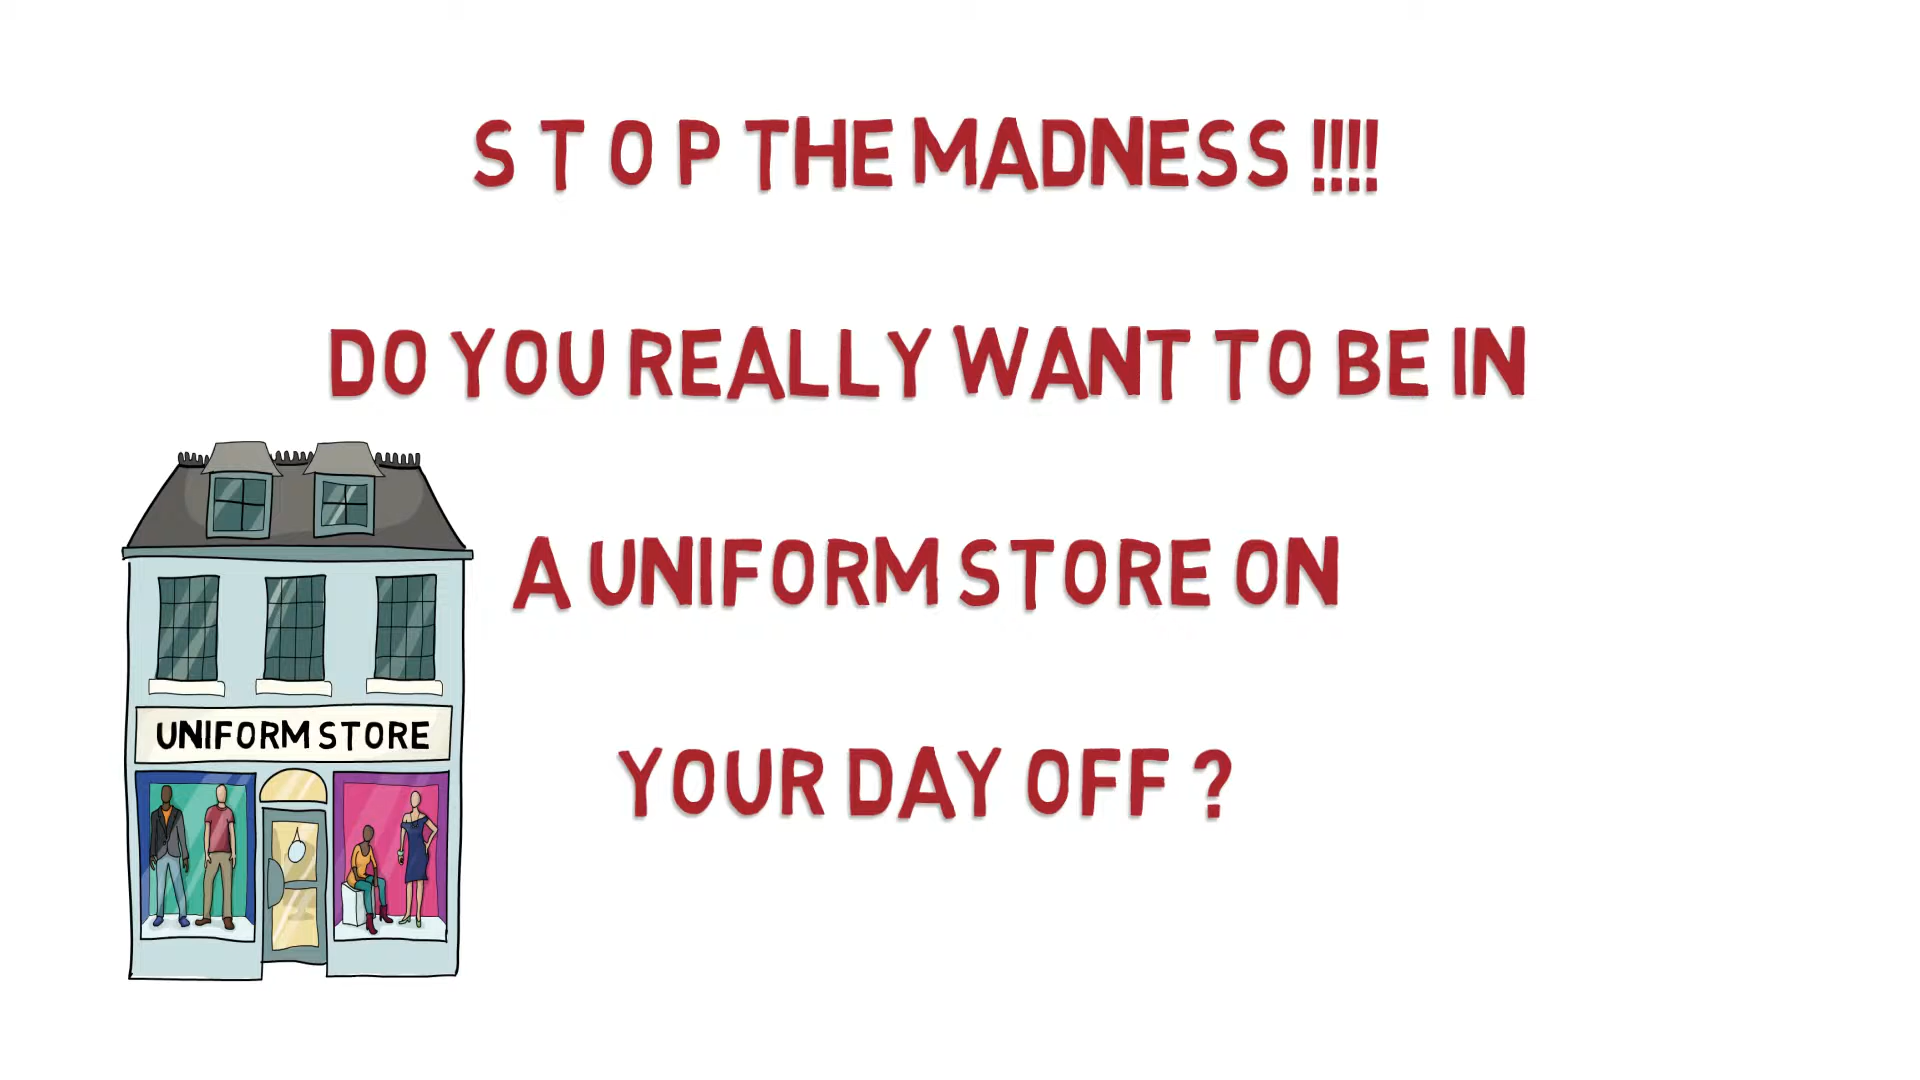 S T O P THE MADNESS !!!!
DO YOU REALLY WANT TO BE IN
A UNIFORM STORE ON
YOUR DAY OFF ?
UNIFORM STORE